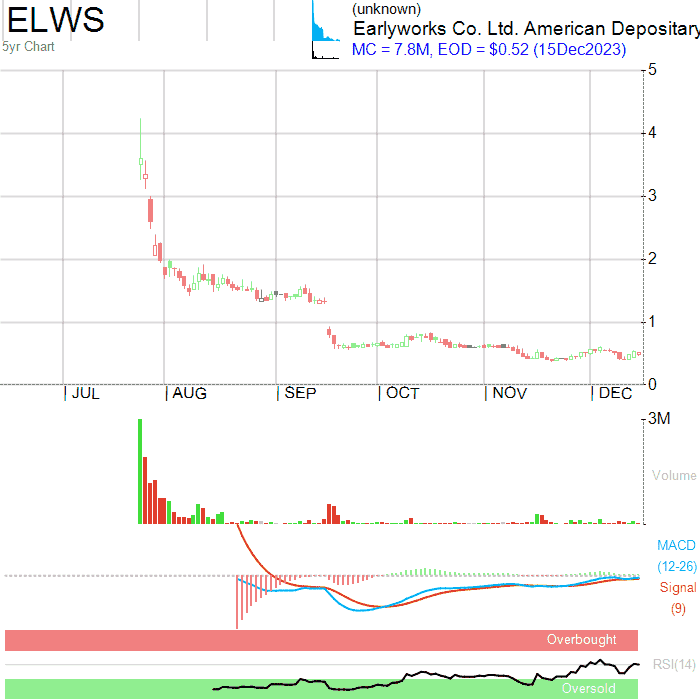 ELWS
5yr Chart
(unknown)
Earlyworks Co. Ltd. American Depositary
MC = 7.8M, EOD = $0.52 (15Dec2023)
5
4
3
2
1
0
JUL AUG SEP OCT NOV DEC
3M
Volume
MACD
(12-26)
Signal
(9)
Overbought
RSI(14)
Oversold